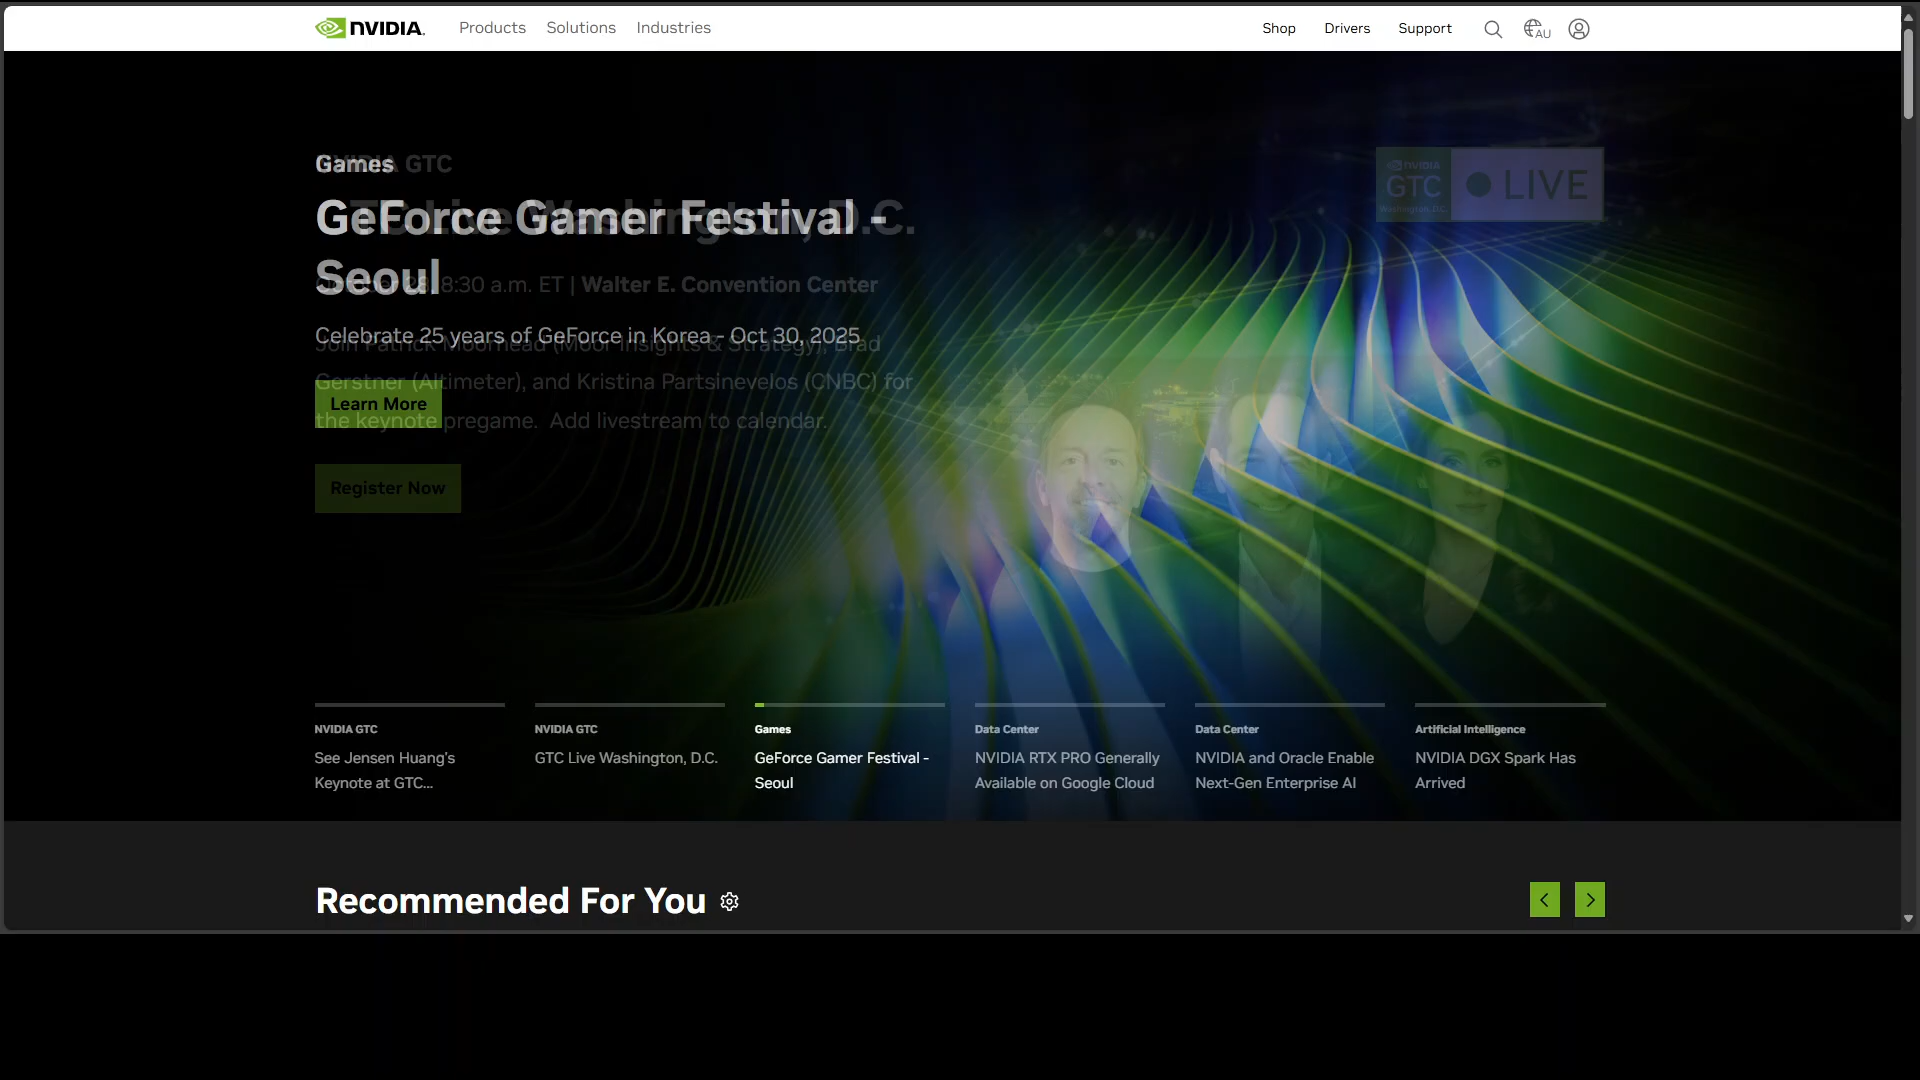 NVIDIA.
Products
Solutions
Industries
Shop
Drivers
Support
AU
Games
NVIDIA GTC
GeForce Gamer Festival -
Seoul
GTC Live Washington, D.C.
8:30 a.m. ET | Walter E. Convention Center
Celebrate 25 years of GeForce in Korea - Oct 30, 2025
Join Patrick Moorhead (Moor Insights & Strategy), Brad
Gerstner (Altimeter), and Kristina Partsinevelos (CNBC) for
the keynote pregame. Add livestream to calendar.
Learn More
Register Now
NVIDIA
GTC
Washington, D.C.
LIVE
NVIDIA GTC
See Jensen Huang's
Keynote at GTC...
NVIDIA GTC
GTC Live Washington, D.C.
Games
GeForce Gamer Festival -
Seoul
Data Center
NVIDIA RTX PRO Generally
Available on Google Cloud
Data Center
NVIDIA and Oracle Enable
Next-Gen Enterprise AI
Artificial Intelligence
NVIDIA DGX Spark Has
Arrived
Recommended For You